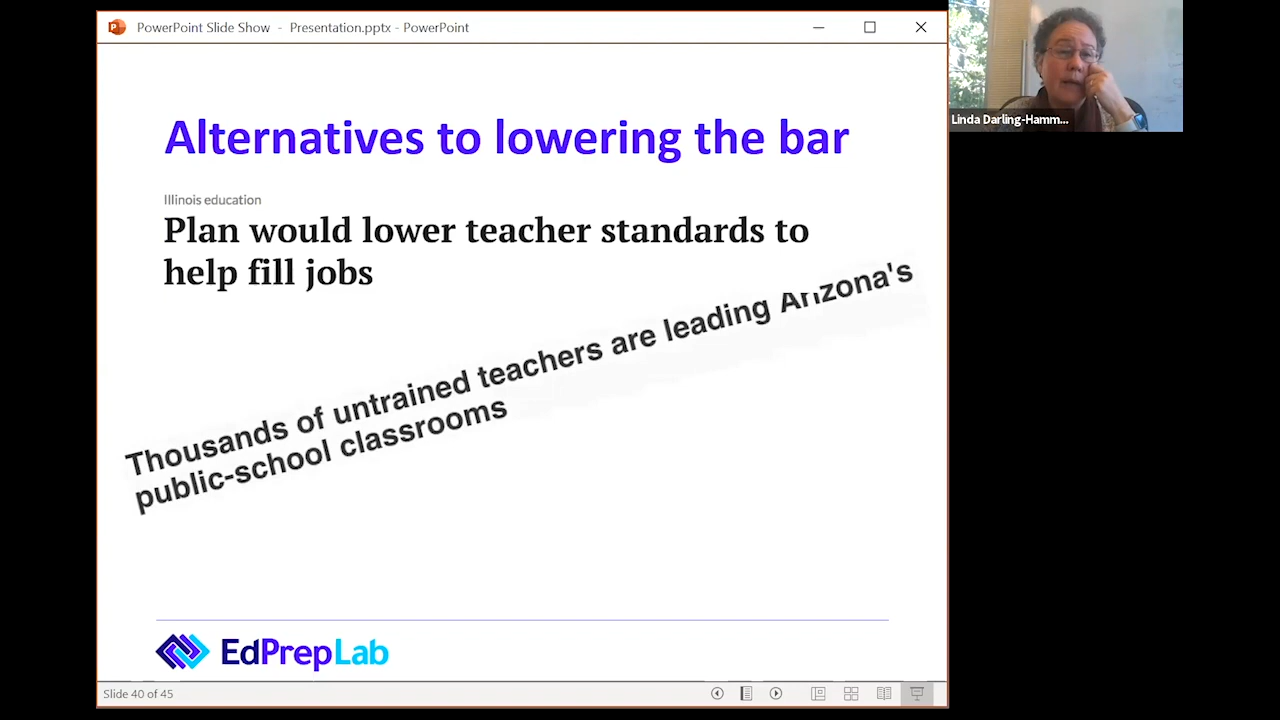 PowerPoint Slide Show - Presentation.pptx - PowerPoint
Linda Darling-Hamm...
Alternatives to lowering the bar
Illinois education
Plan would lower teacher standards to
help fill jobs
Thousands of untrained teachers are leading Arizona's
public-school classrooms
EdPrepLab
Slide 40 of 45